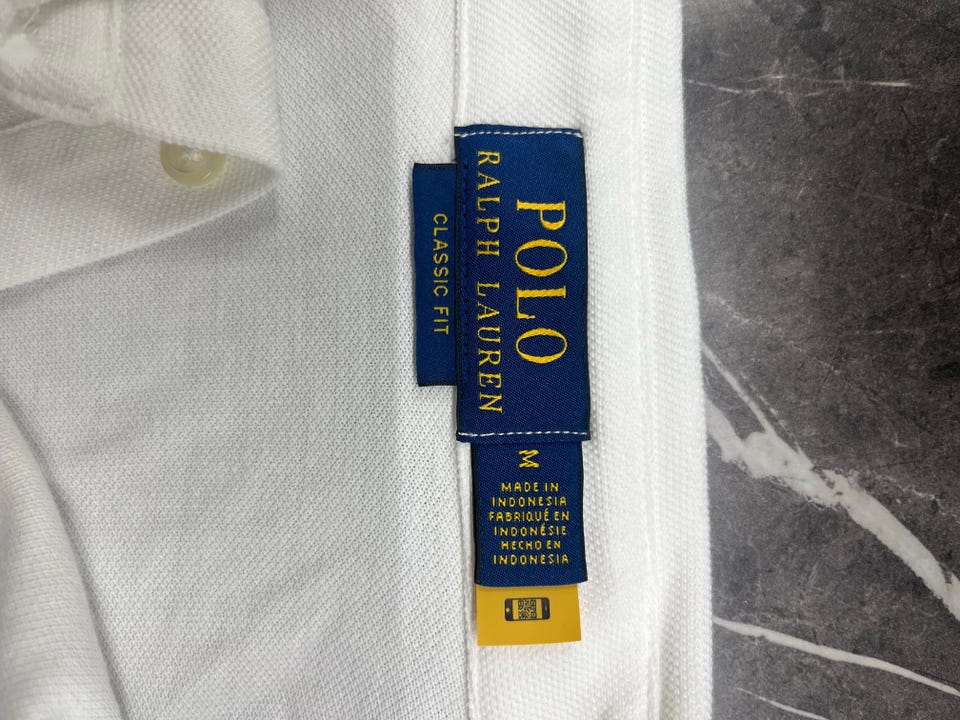 POLO
RALPH LAUREN
CLASSIC FIT
M
MADE IN
INDONESIA
FABRIQUÉ EN
INDONÉSIE
HECHO EN
INDONESIA